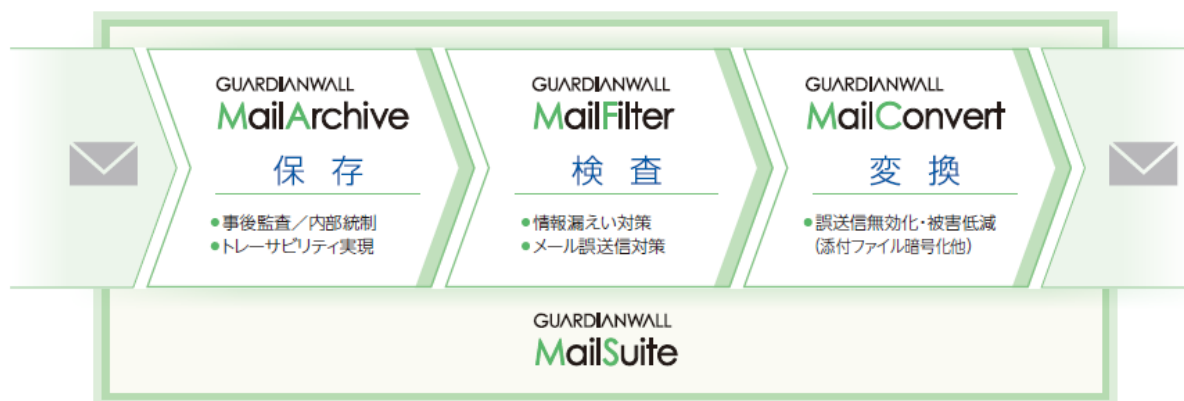 GUARDIANWALL
MailArchive
保存
●事後監査／内部統制
●トレーサビリティ実現
GUARDIANWALL
MailFilter
検査
●情報漏えい対策
●メール誤送信対策
GUARDIANWALL
MailConvert
変換
●誤送信無効化・被害低減
(添付ファイル暗号化他)
GUARDIANWALL
MailSuite